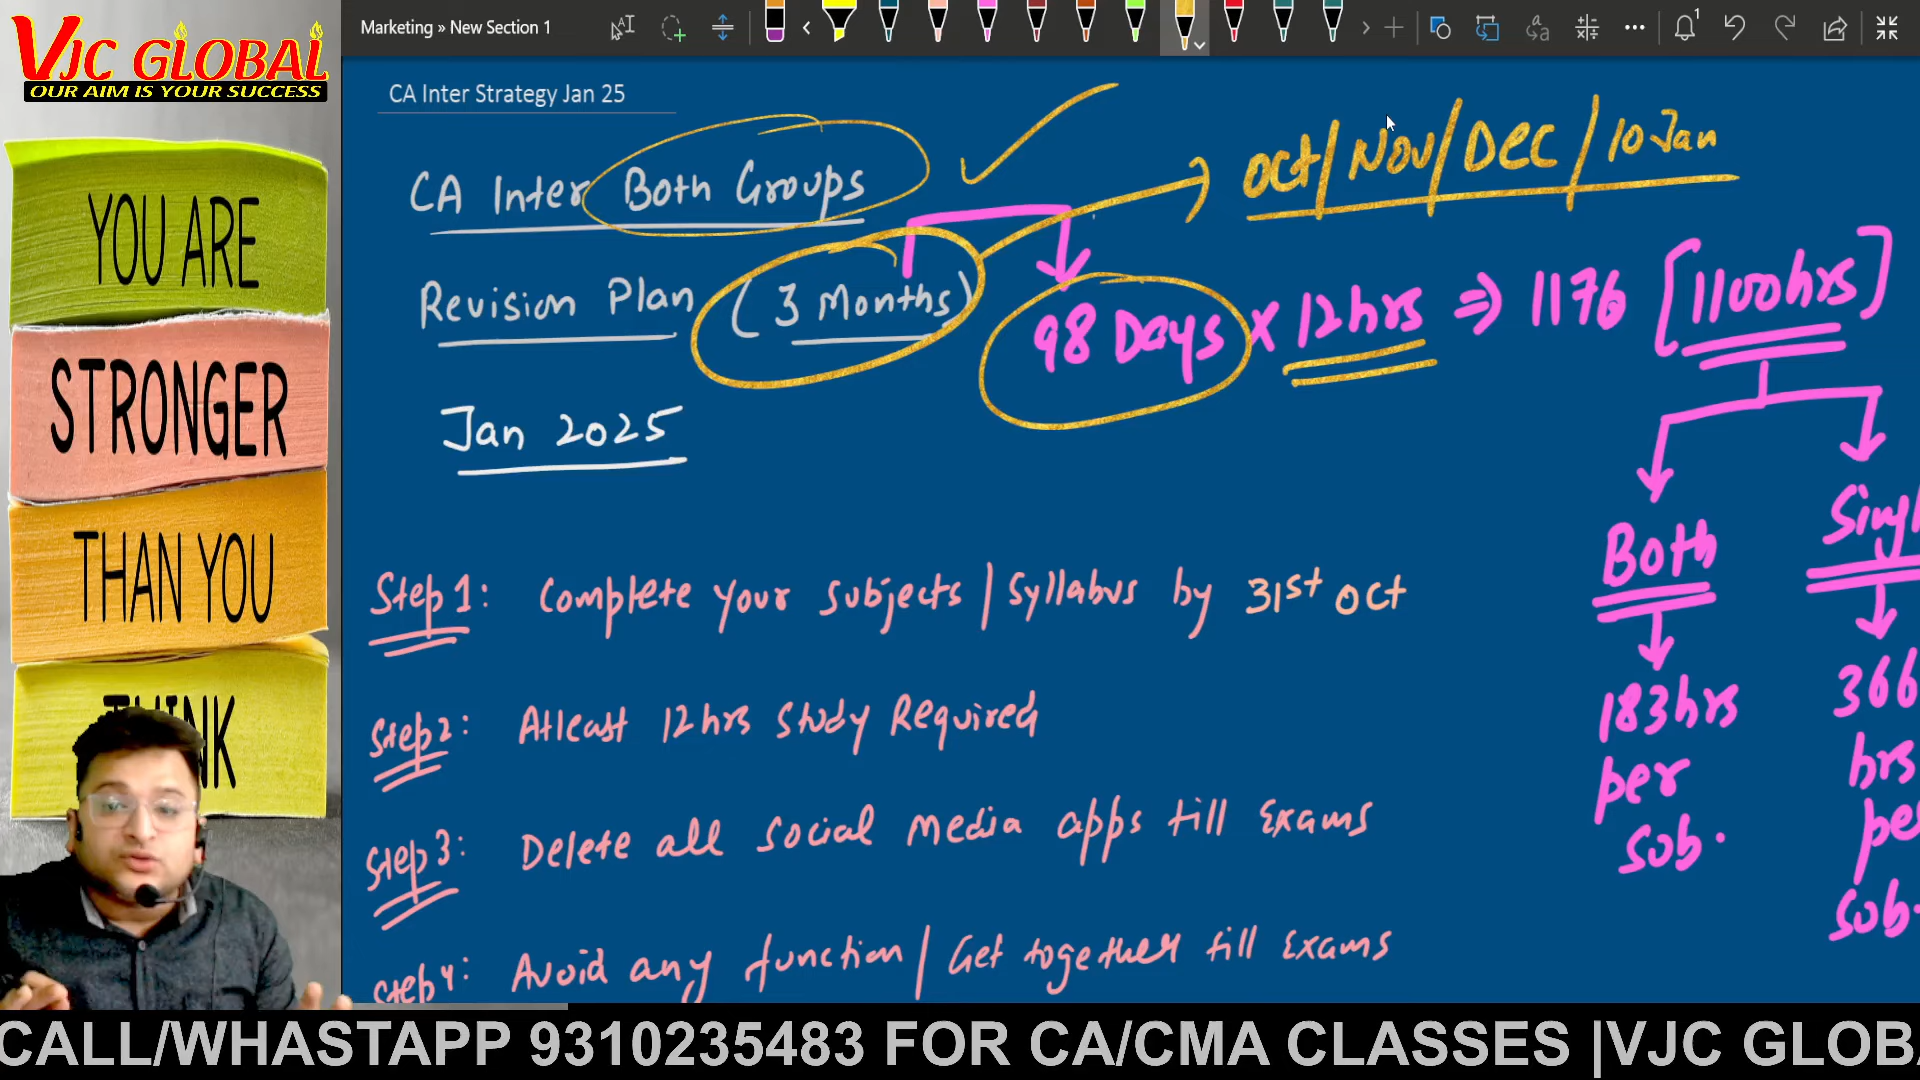 VJC GLOBAL
OUR AIM IS YOUR SUCCESS
Marketing » New Section 1
YOU ARE
STRONGER
THAN YOU
CA Inter Strategy Jan 25
CA Inter Both Groups
Oct/Nov/Dec/10 Jan
Revision Plan (3 Months)
98 Days x 12hrs ⇒ 1176 [1100hrs]
Jan 2025
Both
183hrs
per
sub.
366
hrs
sub.
Step 1: Complete your subjects/syllabus by 31st oct
Step 2: Atleast 12hrs study Required
Step 3: Delete all social media apps till Exams
Step 4: Avoid any function/Get together till Exams
CALL/WHASTAPP 9310235483 FOR CA/CMA CLASSES |VJC GLOBA